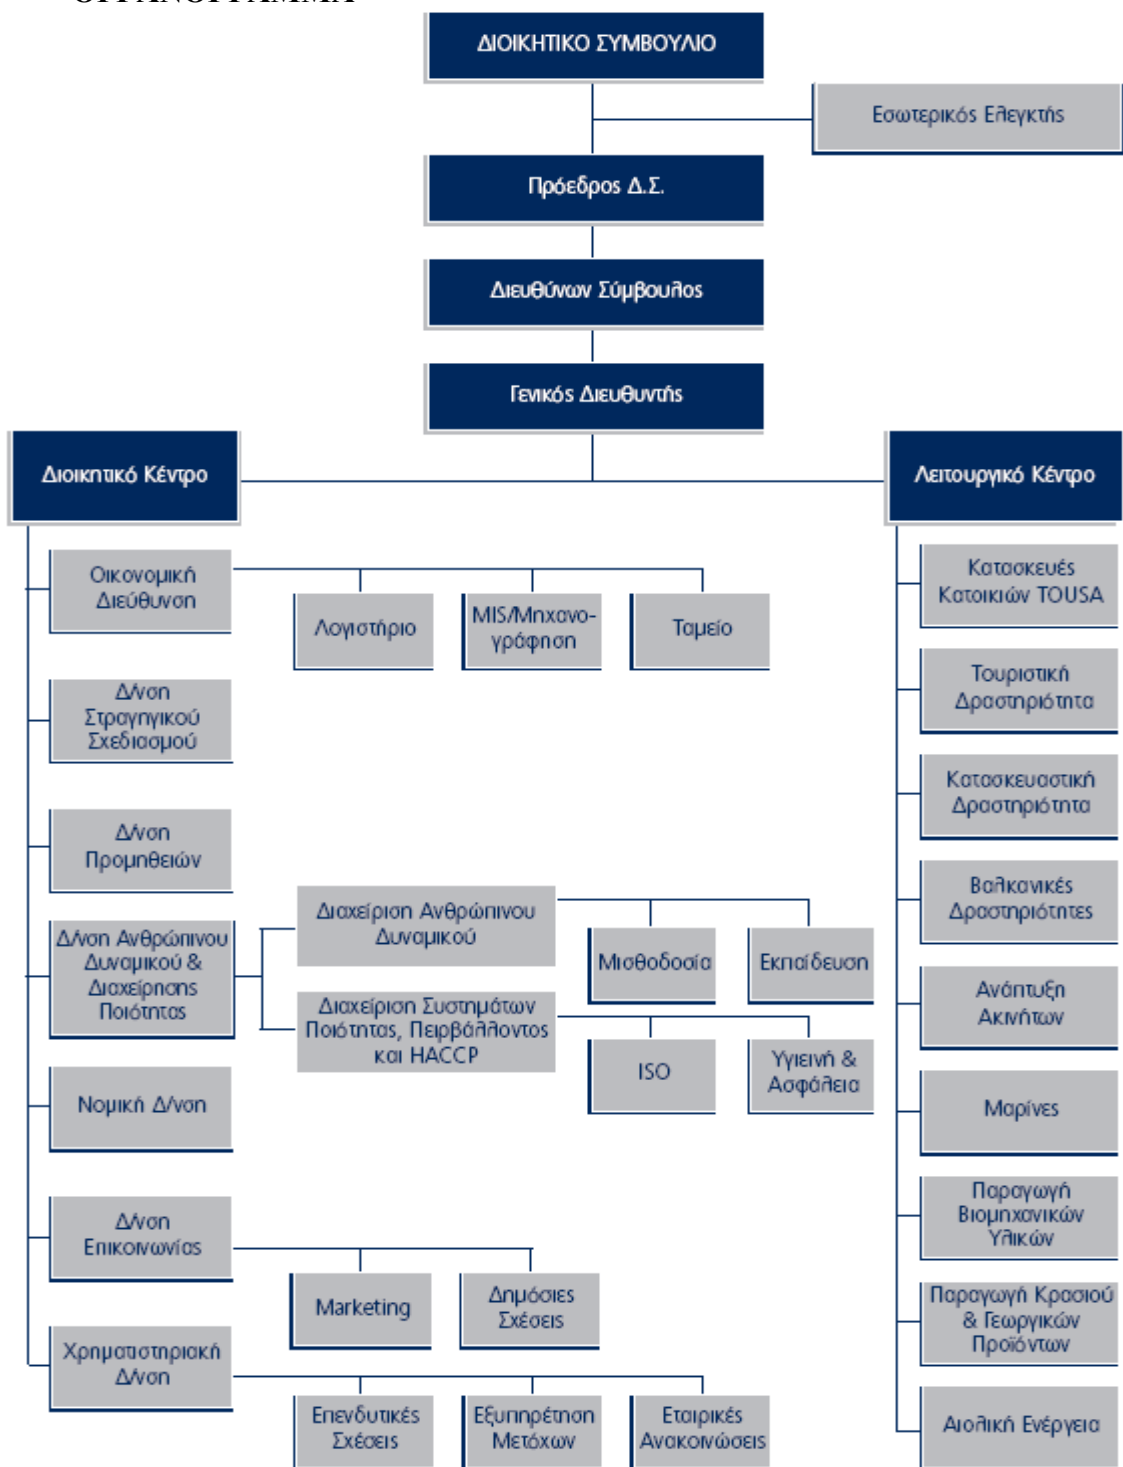 ΟΡΓΑΝΟΓΡΑΜΜΑ
ΔΙΟΙΚΗΤΙΚΟ ΣΥΜΒΟΥΛΙΟ
Εσωτερικός Ελεγκτής
Πρόεδρος Δ.Σ.
Διευθύνων Σύμβουλος
Γενικός Διευθυντής
Διοικητικό Κέντρο
Λειτουργικό Κέντρο
Οικονομική
Διεύθυνση
Λογιστήριο
MIS/Μηχανο-
γράφηση
Ταμείο
Δ/νση
Στραγηγικού
Σχεδιασμού
Δ/νση
Προμηθειών
Δ/νση Ανθρώπινου
Δυναμικού &
Διαχείρησης
Ποιότητας
Διαχείριση Ανθρώπινου
Δυναμικού
Μισθοδοσία
Εκπαίδευση
Διαχείριση Συστημάτων
Ποιότητας, Πειρβάλλοντος
και HACCP
ISO
Υγιεινή &
Ασφάλεια
Νομική Δ/νση
Δ/νση
Επικοινωνίας
Marketing
Δημόσιες
Σχέσεις
Χρηματιστηριακή
Δ/νση
Επενδυτικές
Σχέσεις
Εξυπηρέτηση
Μετόχων
Εταιρικές
Ανακοινώσεις
Κατασκευές
Κατοικιών TOUSA
Τουριστική
Δραστηριότητα
Κατασκευαστική
Δραστηριότητα
Βαλκανικές
Δραστηριότητες
Ανάπτυξη
Ακινήτων
Μαρίνες
Παραγωγή
Βιομηχανικών
Υλικών
Παραγωγή Κρασιού
& Γεωργικών
Προϊόντων
Αιολική Ενέργεια